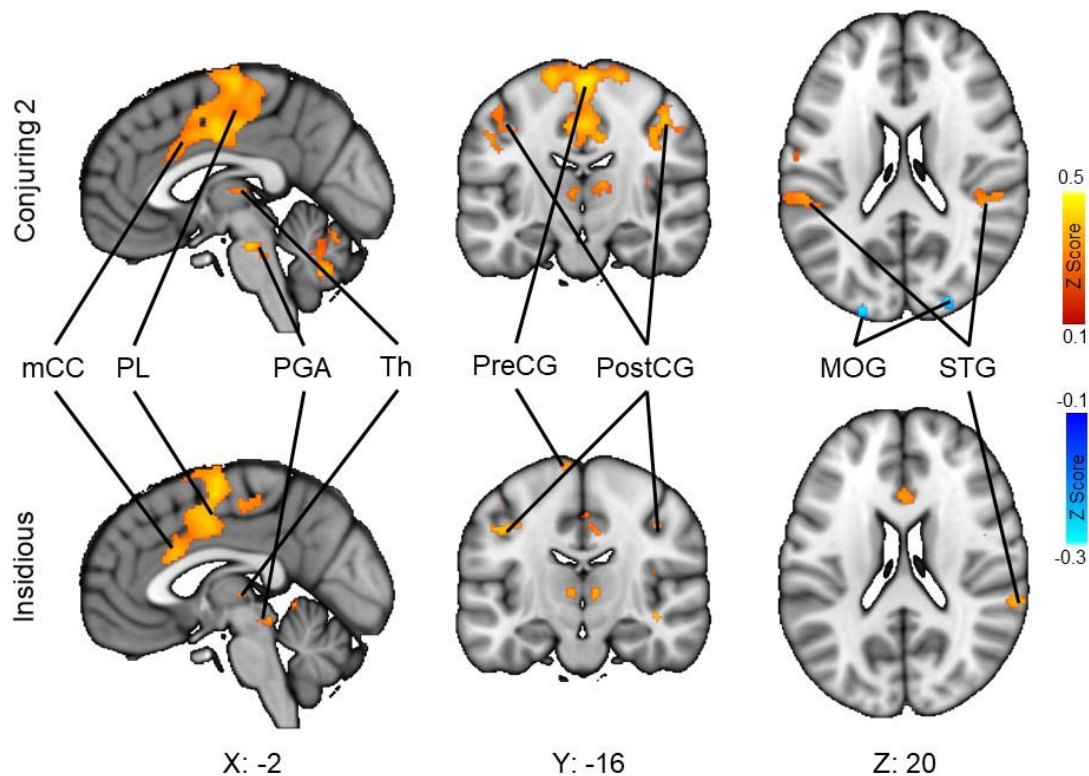 Conjuring 2
0.5
Z Score
0.1
mCC PL PGA Th PreCG PostCG MOG STG
-0.1
Z Score
-0.3
Insidious
X: -2 Y: -16 Z: 20